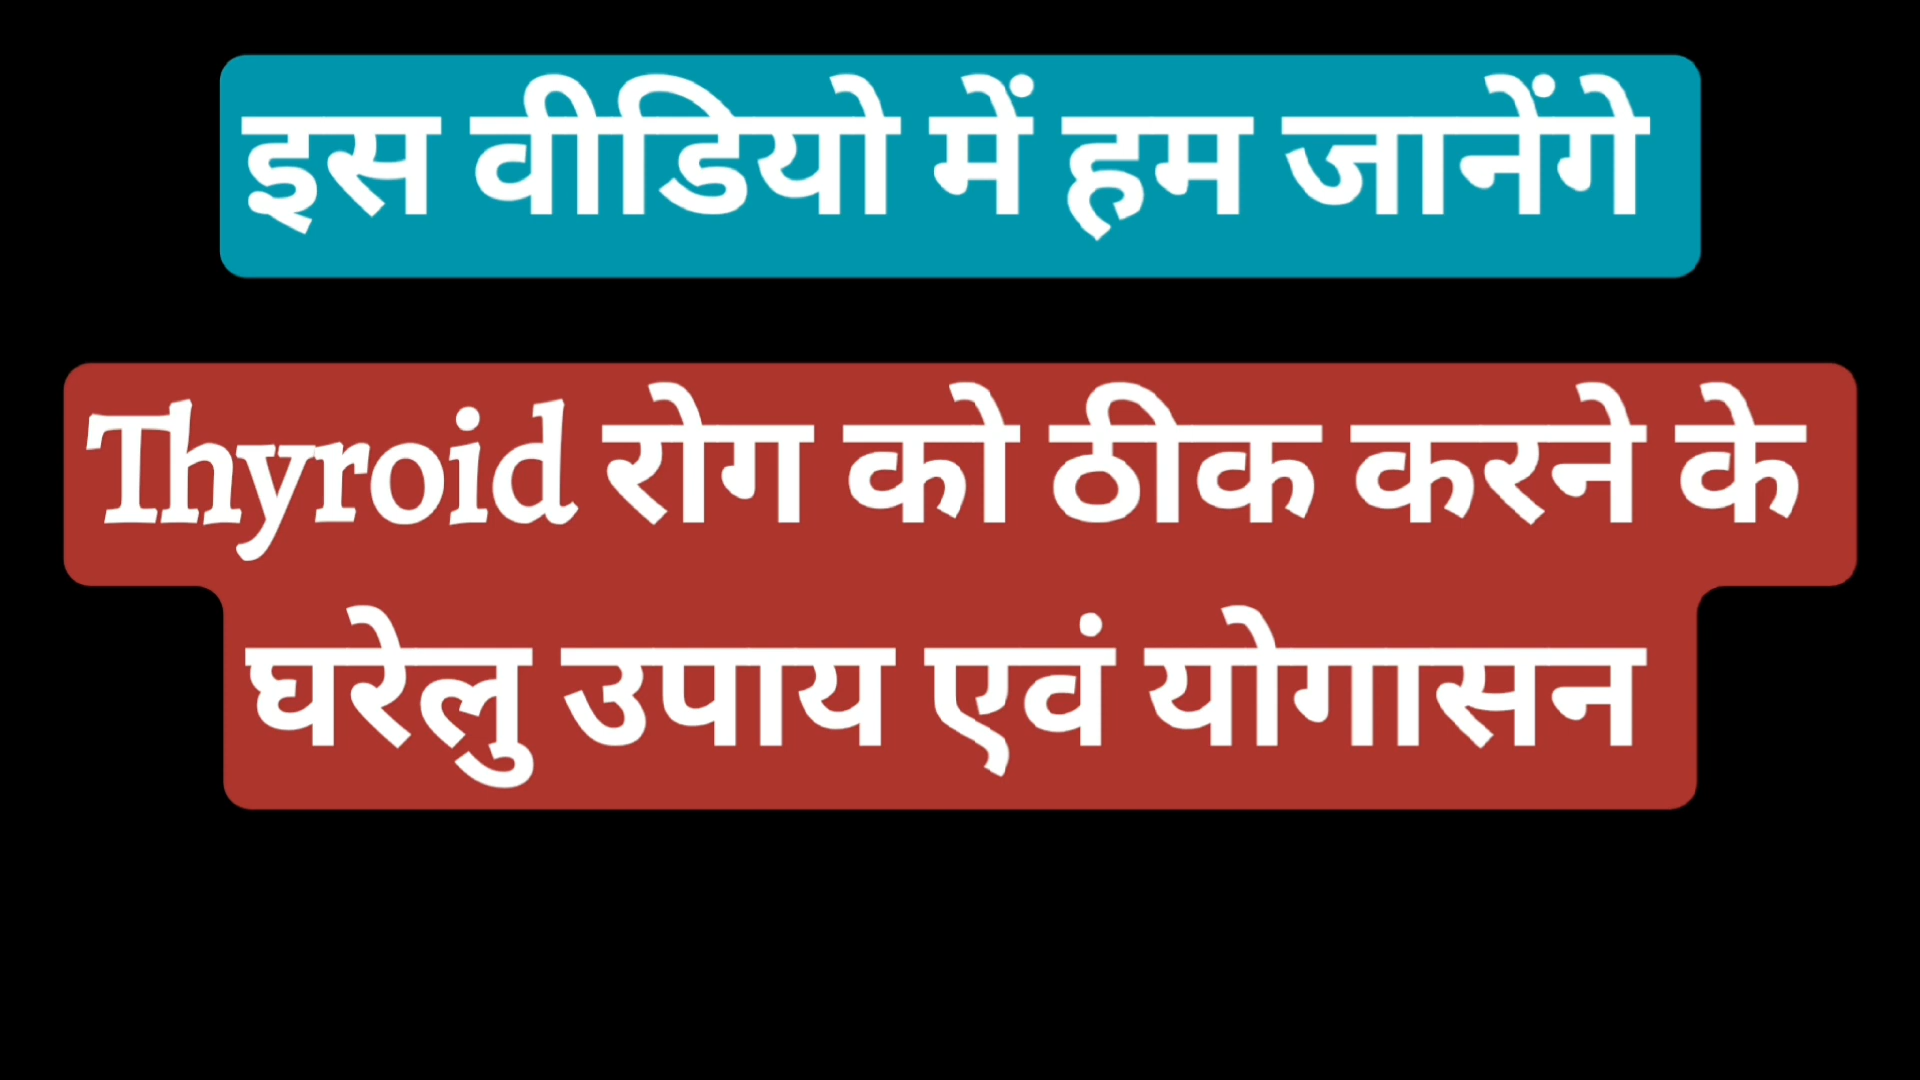 इस वीडियो में हम जानेंगे
Thyroid रोग को ठीक करने के
घरेलु उपाय एवं योगासन